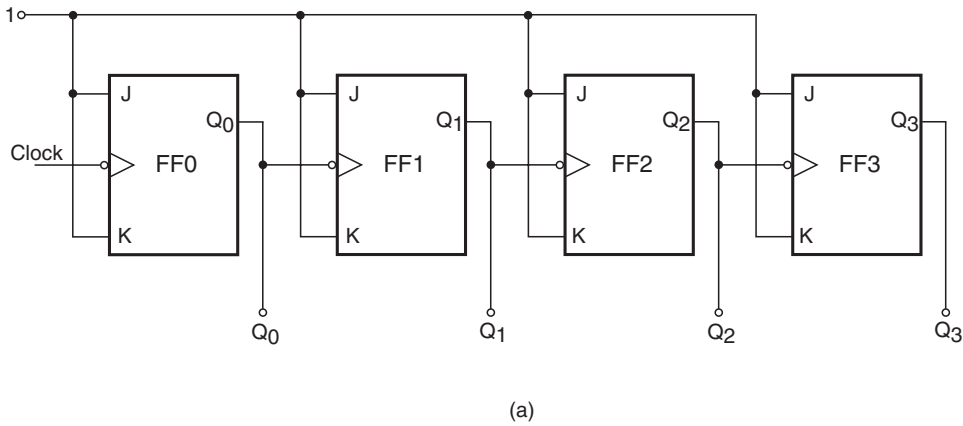 1
J J J J
Q0 Q1 Q2 Q3
Clock FF0 FF1 FF2 FF3
K K K K
Q0 Q1 Q2 Q3
(a)